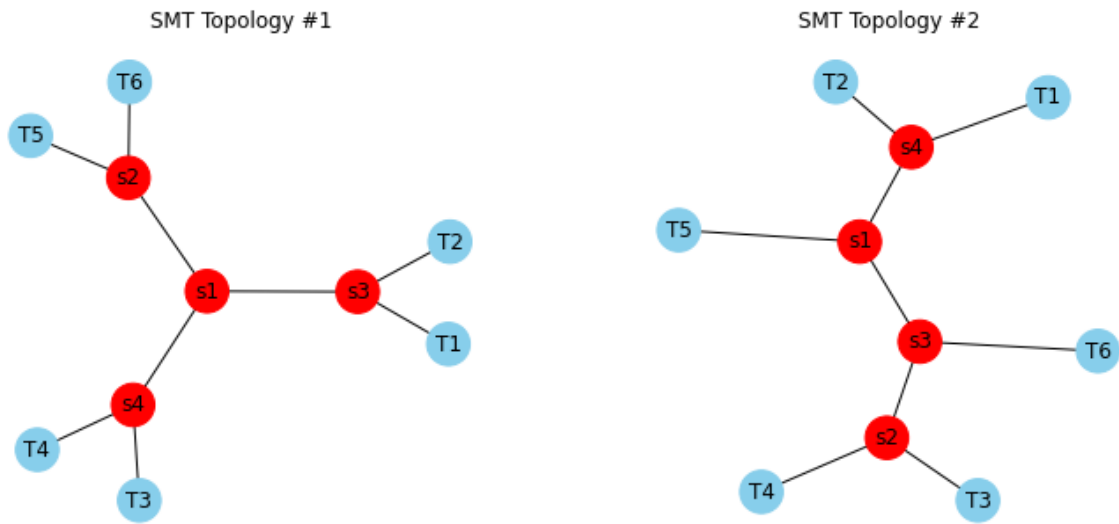 SMT Topology #1
T6
T5
s2
T2
s1
s3
T1
s4
T4
T3
SMT Topology #2
T2
T1
s4
T5
s1
s3
T6
s2
T4
T3